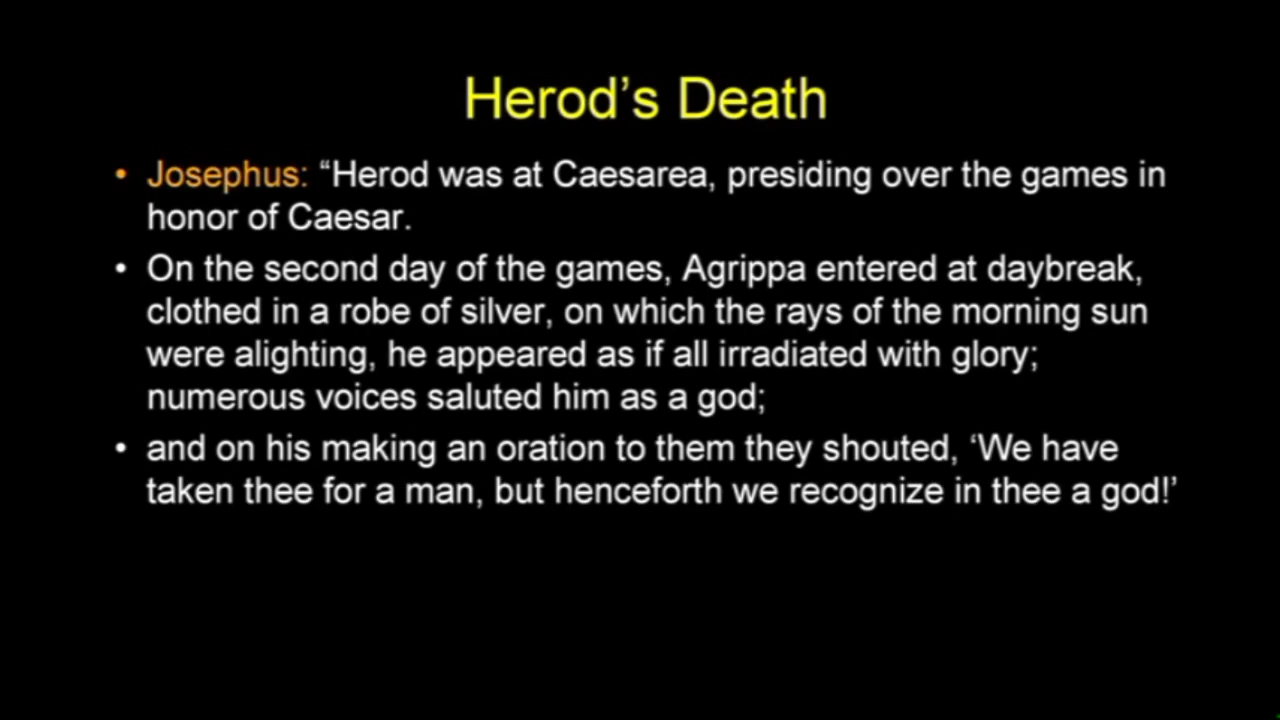 Herod’s Death
• Josephus: “Herod was at Caesarea, presiding over the games in
honor of Caesar.
• On the second day of the games, Agrippa entered at daybreak,
clothed in a robe of silver, on which the rays of the morning sun
were alighting, he appeared as if all irradiated with glory;
numerous voices saluted him as a god;
• and on his making an oration to them they shouted, ‘We have
taken thee for a man, but henceforth we recognize in thee a god!’